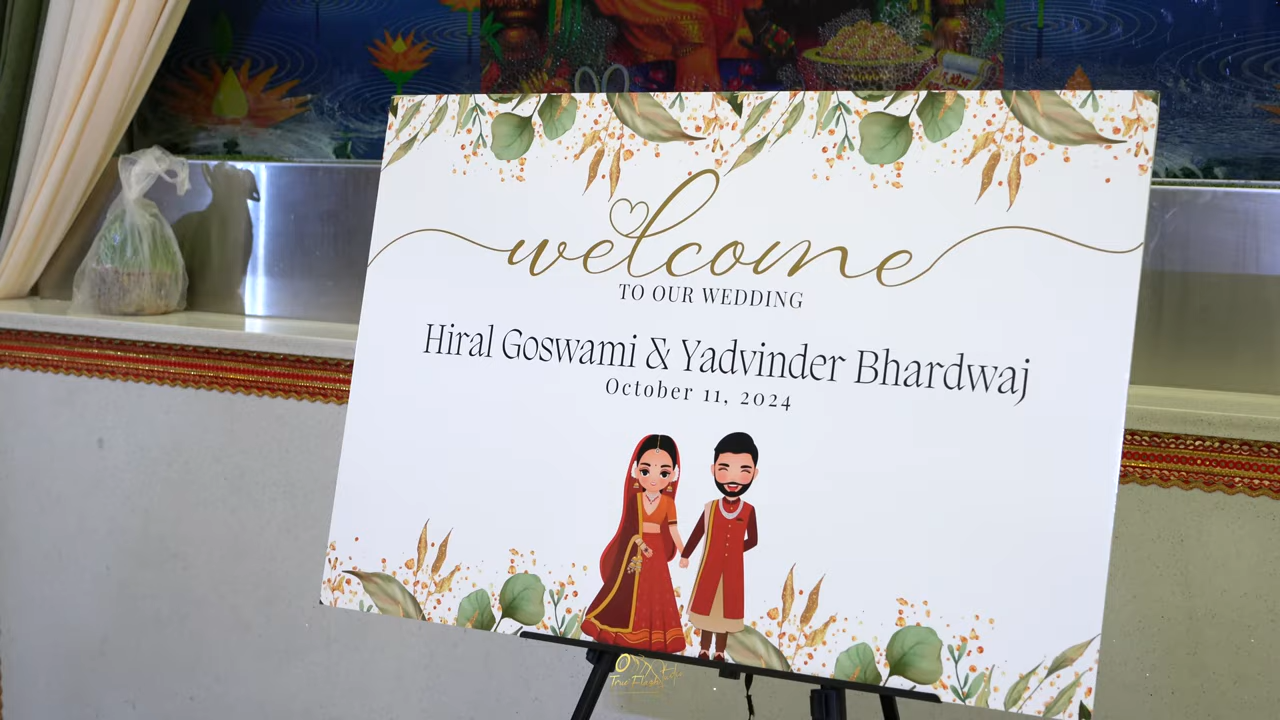 welcome
TO OUR WEDDING
Hiral Goswami & Yadvinder Bhardwaj
October 11, 2024